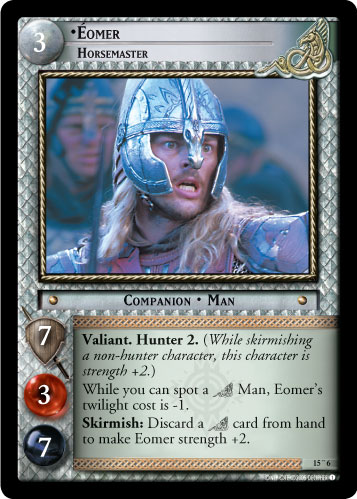 3
•Éomer
Horsemaster
Companion • Man
7
Valiant. Hunter 2. (While skirmishing
a non-hunter character, this character is
strength +2.)
3
While you can spot a Man, Eomer's
twilight cost is -1.
Skirmish: Discard a card from hand
to make Eomer strength +2.
7
15 6